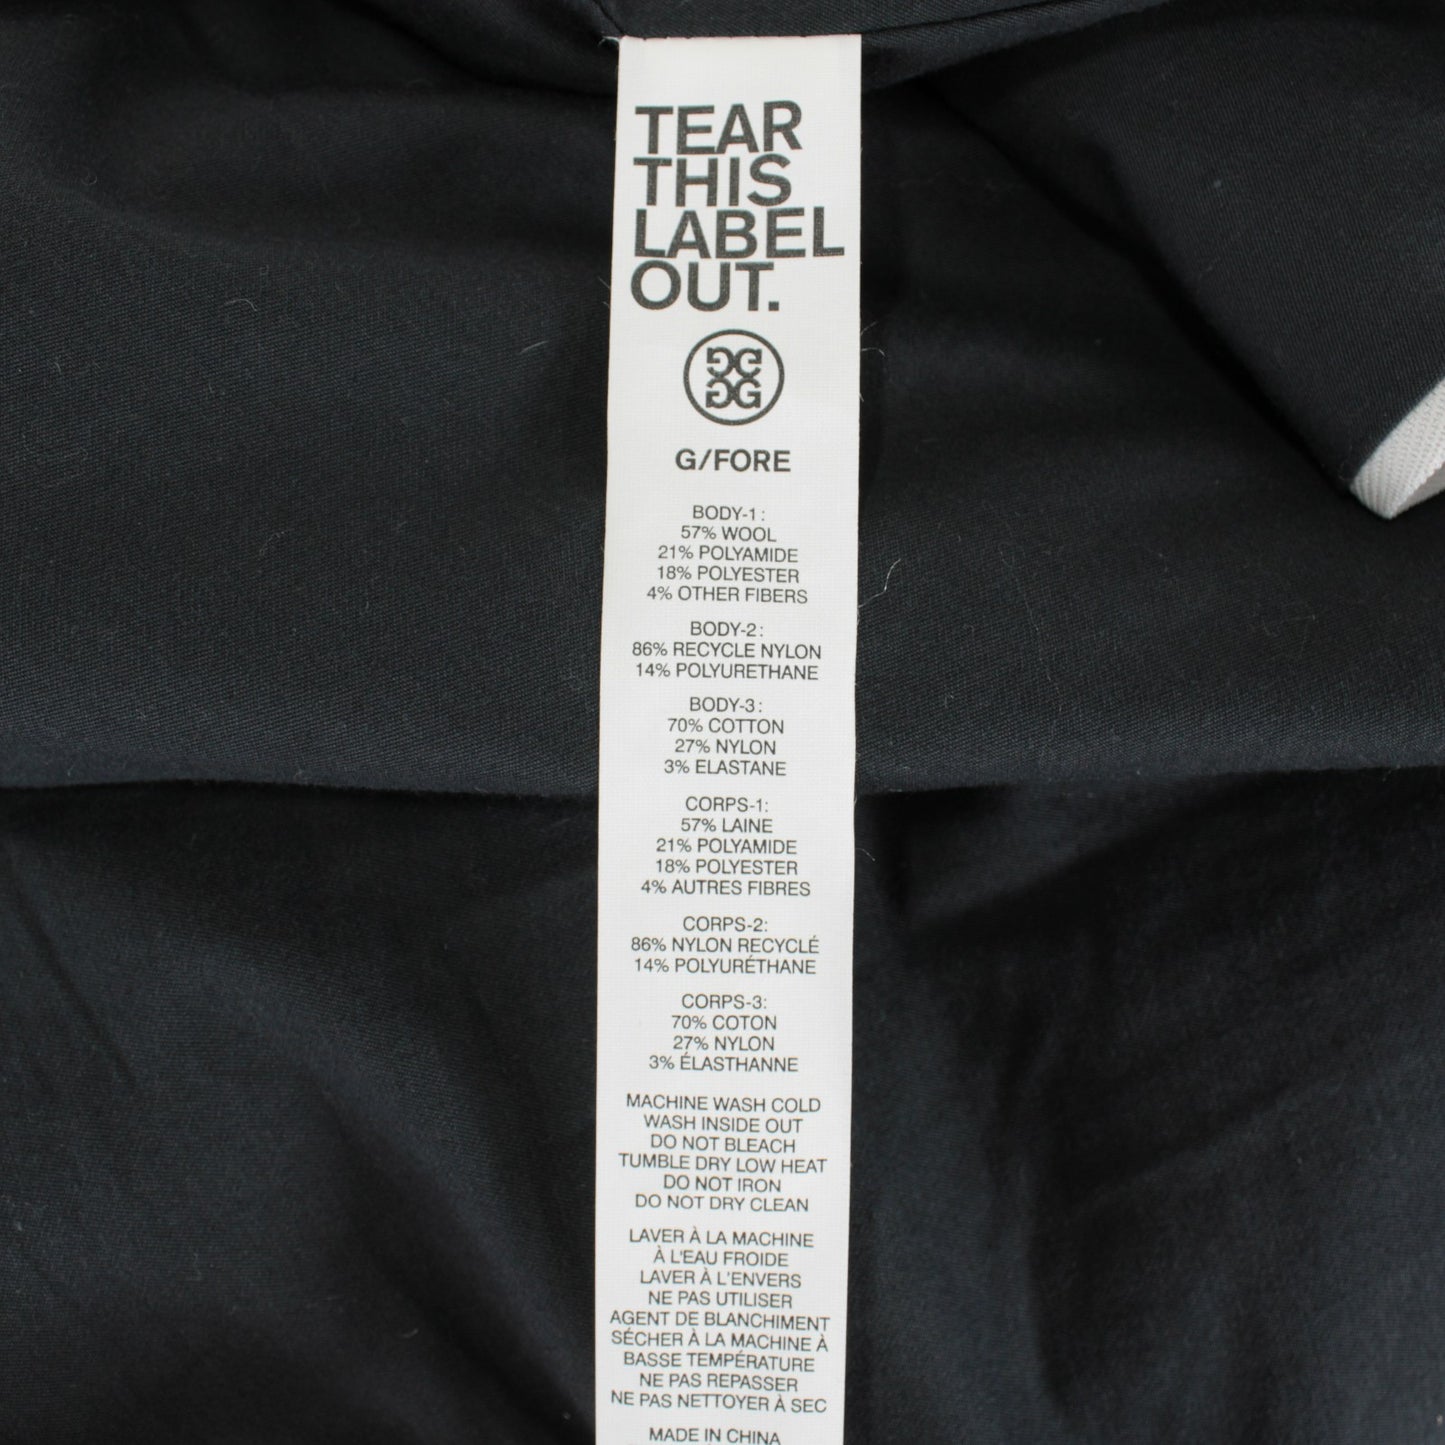 TEAR
THIS
LABEL
OUT.
G/FORE
BODY-1:
57% WOOL
21% POLYAMIDE
18% POLYESTER
4% OTHER FIBERS
BODY-2:
86% RECYCLE NYLON
14% POLYURETHANE
BODY-3:
70% COTTON
27% NYLON
3% ELASTANE
CORPS-1:
57% LAINE
21% POLYAMIDE
18% POLYESTER
4% AUTRES FIBRES
CORPS-2:
86% NYLON RECYCLÉ
14% POLYURÉTHANE
CORPS-3:
70% COTON
27% NYLON
3% ÉLASTHANNE
MACHINE WASH COLD
WASH INSIDE OUT
DO NOT BLEACH
TUMBLE DRY LOW HEAT
DO NOT IRON
DO NOT DRY CLEAN
LAVER À LA MACHINE
À L'EAU FROIDE
LAVER À L'ENVERS
NE PAS UTILISER
AGENT DE BLANCHIMENT
SÉCHER À LA MACHINE À
BASSE TEMPÉRATURE
NE PAS REPASSER
NE PAS NETTOYER À SEC
MADE IN CHINA